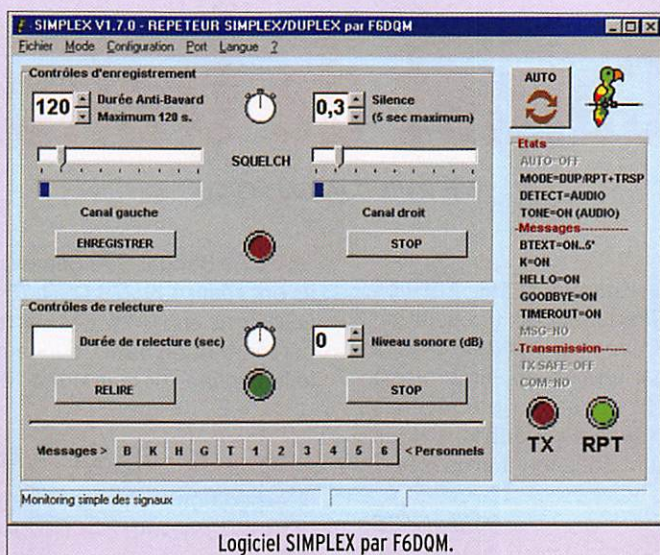 SIMPLEX V1.7.0 - REPETEUR SIMPLEX/DUPLEX par F6DQM
Fichier Mode Configuration Port Langue ?
Contrôles d'enregistrement
120 Durée Anti-Bavard
Maximum 120 s.
0,3 Silence
(5 sec maximum)
SQUELCH
Canal gauche
Canal droit
ENREGISTRER
STOP
Contrôles de relecture
Durée de relecture (sec)
0 Niveau sonore (dB)
RELIRE
STOP
Messages > B K H G T 1 2 3 4 5 6 < Personnels
Monitoring simple des signaux
AUTO
Etats
AUTO=OFF
MODE=DUP/RPT+TRSP
DETECT=AUDIO
TONE=ON (AUDIO)
-Messages----------
BTEXT=ON..5'
K=ON
HELLO=ON
GOODBYE=ON
TIMEROUT=ON
MSG=NO
-Transmission------
TX SAFE=OFF
COM=NO
TX RPT
Logiciel SIMPLEX par F6DQM.